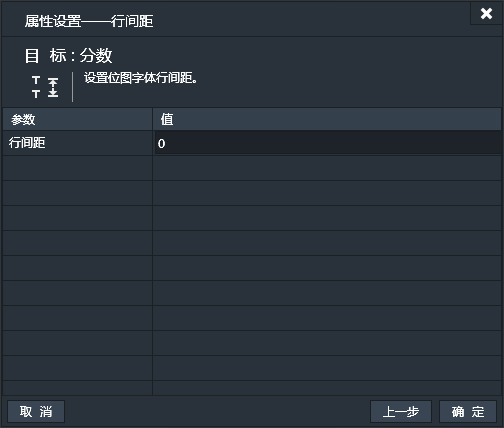 属性设置——行间距
目 标 : 分数
设置位图字体行间距。
参数 值
行间距 0
取 消 上一步 确 定